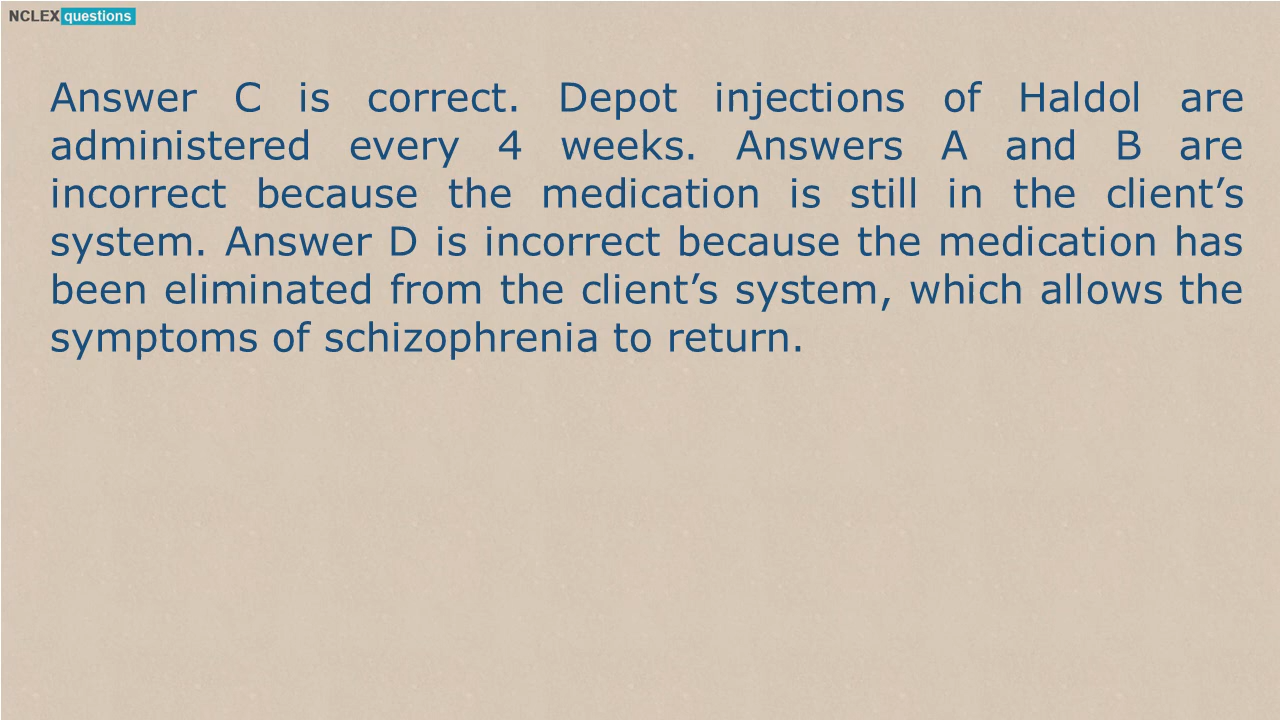 NCLEX questions
Answer C is correct. Depot injections of Haldol are
administered every 4 weeks. Answers A and B are
incorrect because the medication is still in the client’s
system. Answer D is incorrect because the medication has
been eliminated from the client’s system, which allows the
symptoms of schizophrenia to return.